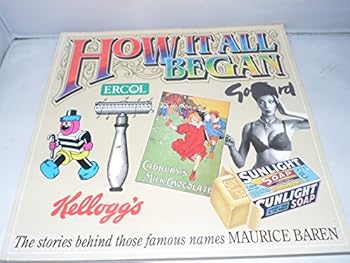 HOW IT ALL
BEGAN
ERCOL
Gossard
CADBURY'S
MILK CHOCOLATE
SUNLIGHT
SOAP
SUNLIGHT
SOAP
Kellogg's
The stories behind those famous names MAURICE BAREN